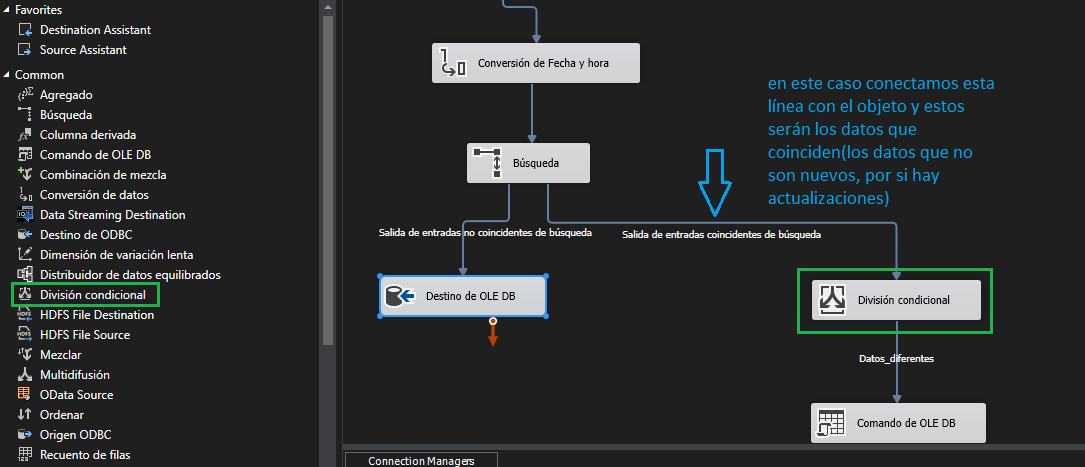 Favorites
Destination Assistant
Source Assistant
Common
Agregado
Búsqueda
Columna derivada
Comando de OLE DB
Combinación de mezcla
Conversión de datos
Data Streaming Destination
Destino de ODBC
Dimensión de variación lenta
Distribuidor de datos equilibrados
División condicional
HDFS File Destination
HDFS File Source
Mezclar
Multidifusión
OData Source
Ordenar
Origen ODBC
Recuento de filas
Conversión de Fecha y hora
en este caso conectamos esta
línea con el objeto y estos
serán los datos que
coinciden(los datos que no
son nuevos, por si hay
actualizaciones)
Búsqueda
Salida de entradas no coincidentes de búsqueda
Salida de entradas coincidentes de búsqueda
Destino de OLE DB
División condicional
Datos_diferentes
Comando de OLE DB
Connection Managers